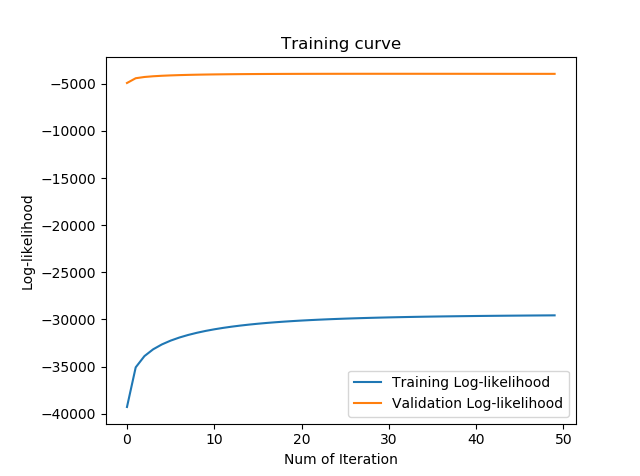 Training curve
Log-likelihood
−5000
−10000
−15000
−20000
−25000
−30000
−35000
−40000
0 10 20 30 40 50
Num of Iteration
Training Log-likelihood
Validation Log-likelihood